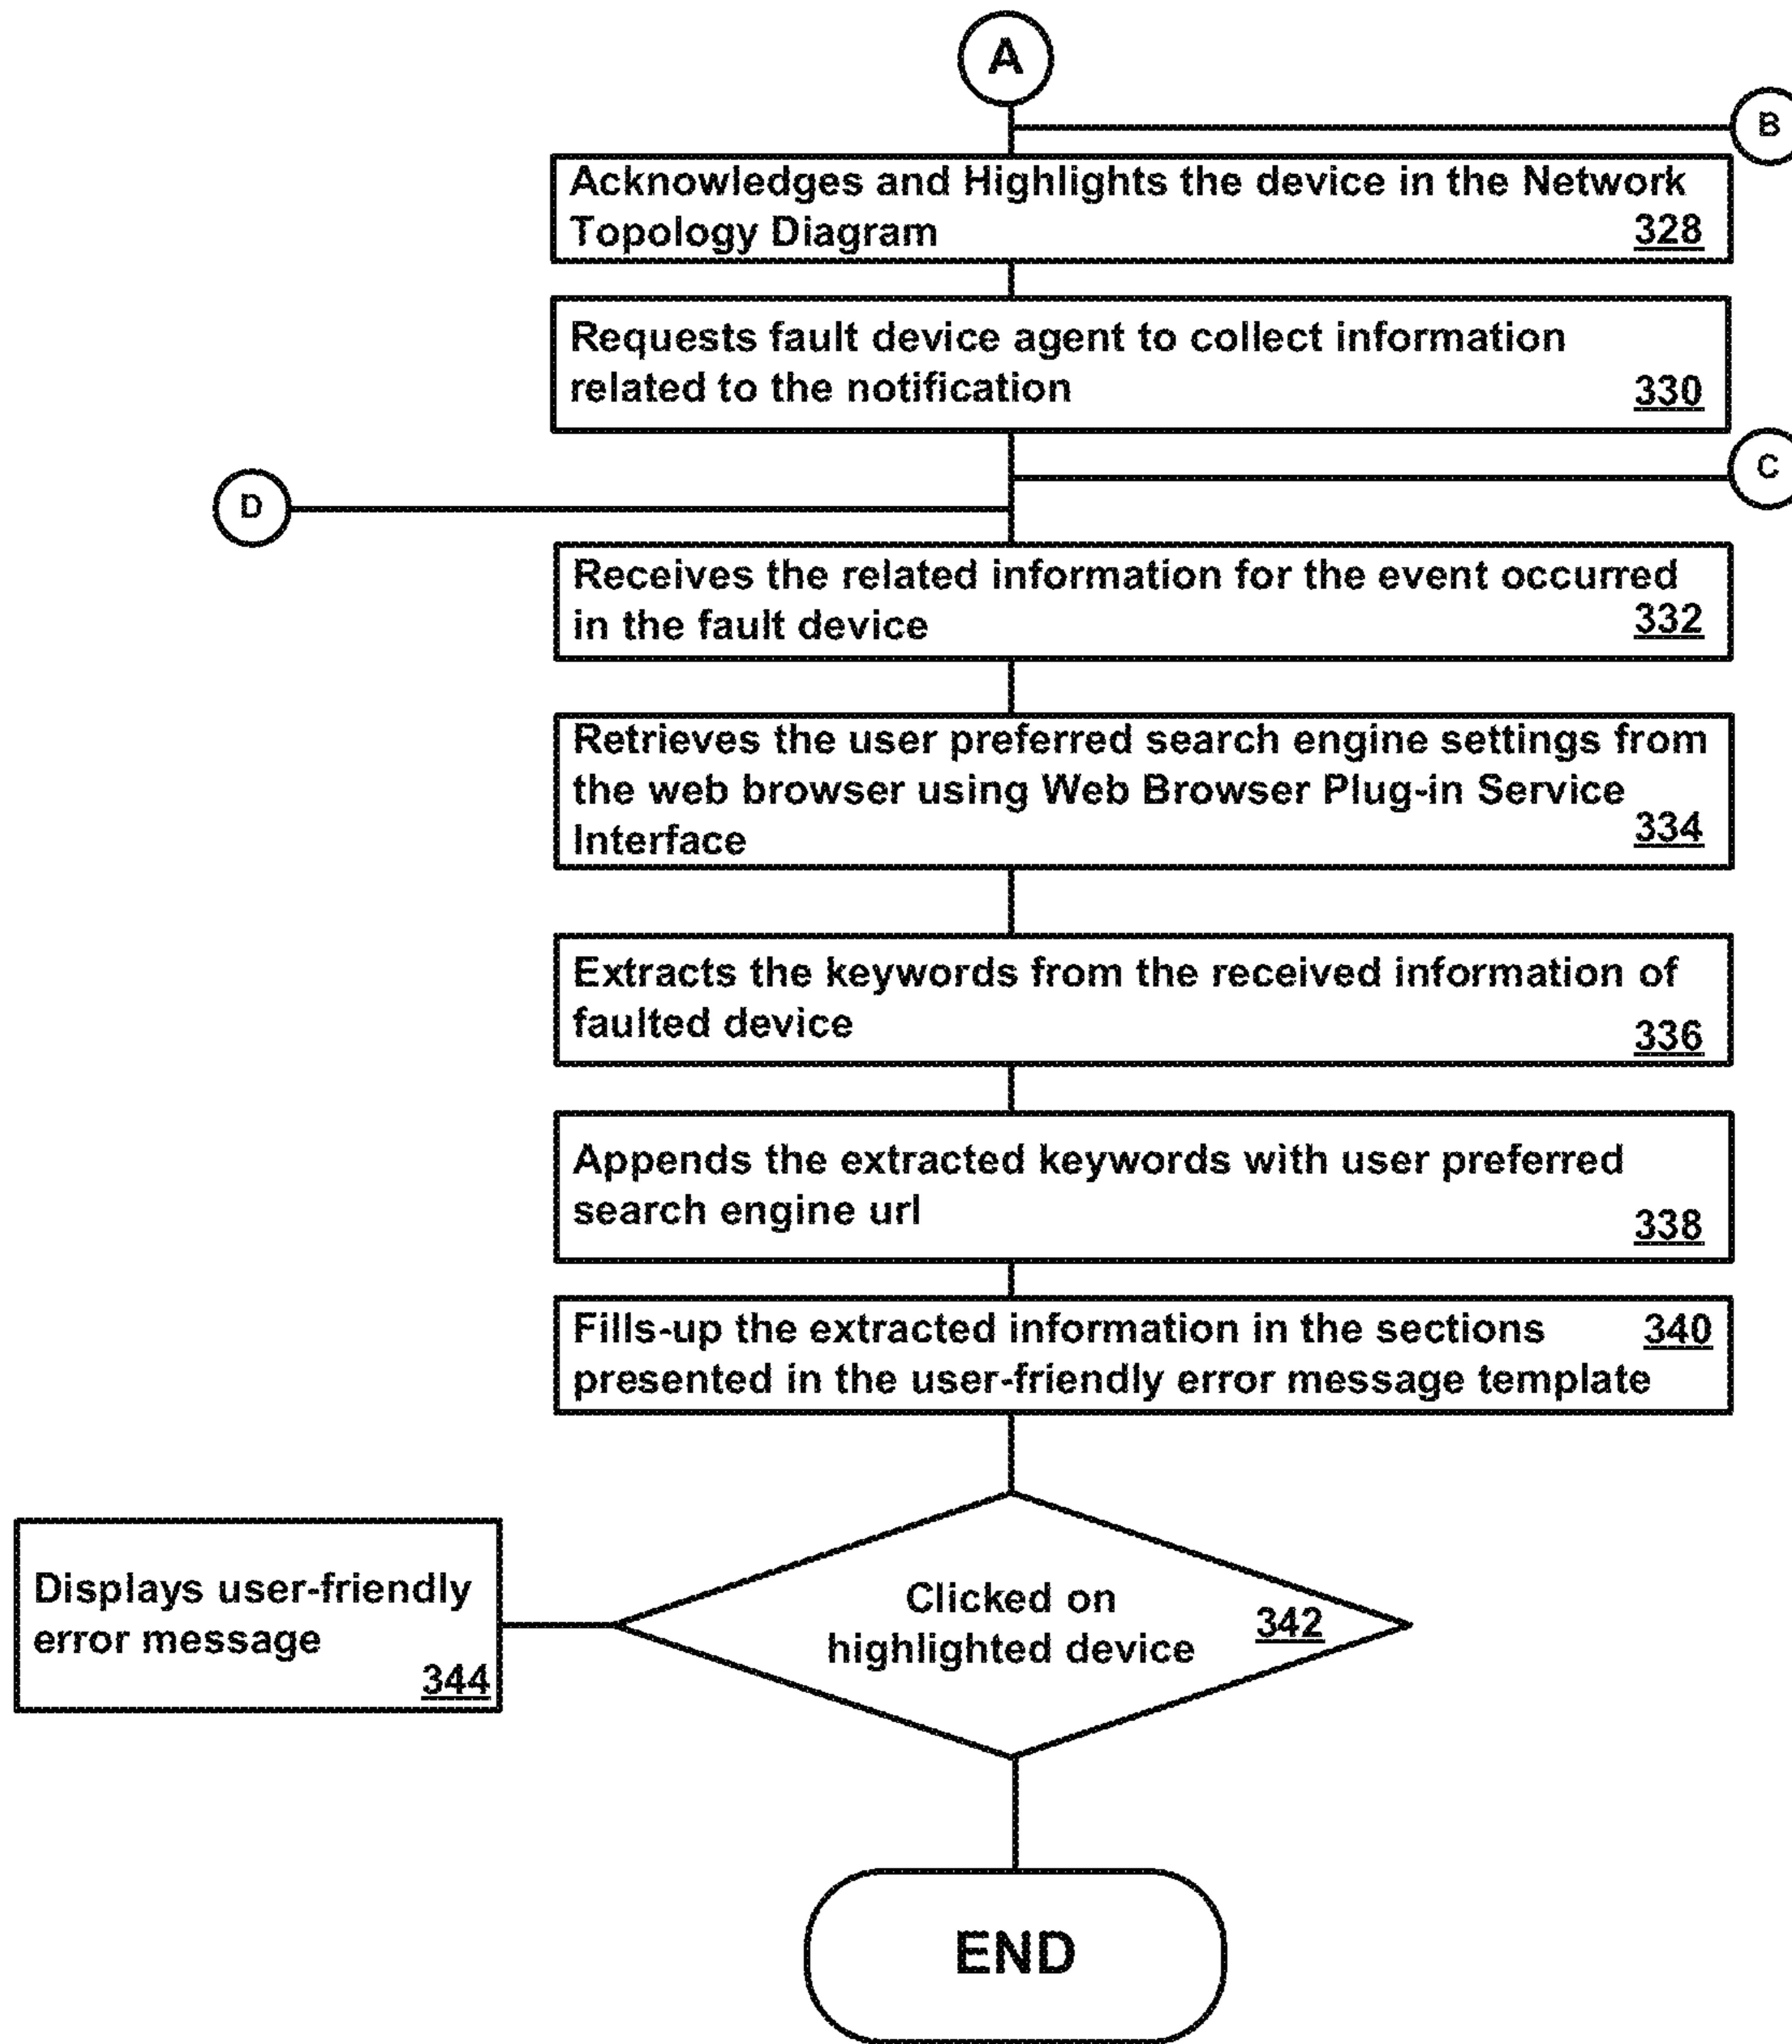 A
B
Acknowledges and Highlights the device in the Network
Topology Diagram
328
Requests fault device agent to collect information
related to the notification
330
C
D
Receives the related information for the event occurred
in the fault device
332
Retrieves the user preferred search engine settings from
the web browser using Web Browser Plug-in Service
Interface
334
Extracts the keywords from the received information of
faulted device
336
Appends the extracted keywords with user preferred
search engine url
338
Fills-up the extracted information in the sections
340
presented in the user-friendly error message template
Clicked on
highlighted device
342
Displays user-friendly
error message
344
END